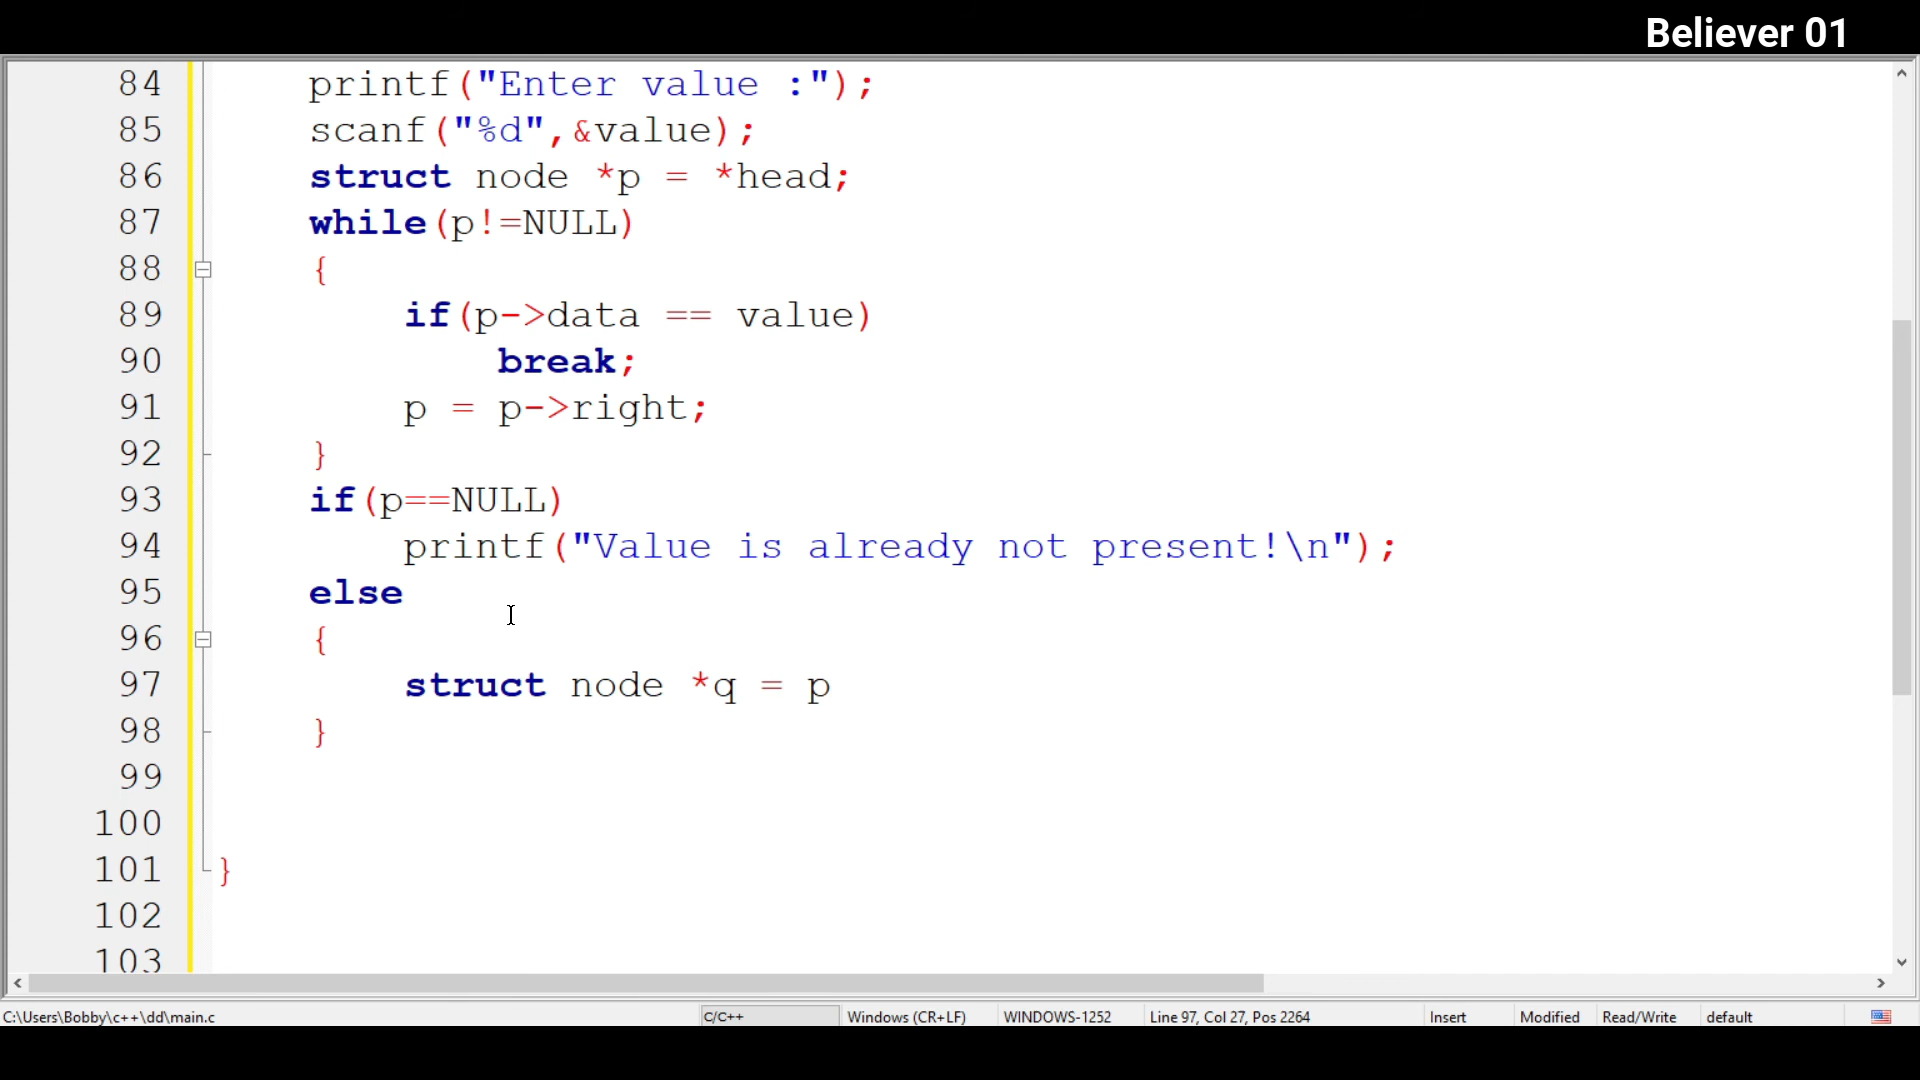 Believer 01
84 printf("Enter value :");
85 scanf("%d",&value);
86 struct node *p = *head;
87 while(p!=NULL)
88 {
89 if(p->data == value)
90 break;
91 p = p->right;
92 }
93 if(p==NULL)
94 printf("Value is already not present!\n");
95 else
96 {
97 struct node *q = p
98 }
99
100
101 }
102
103
C:\Users\Bobby\c++\dd\main.c C/C++ Windows (CR+LF) WINDOWS-1252 Line 97, Col 27, Pos 2264 Insert Modified Read/Write default